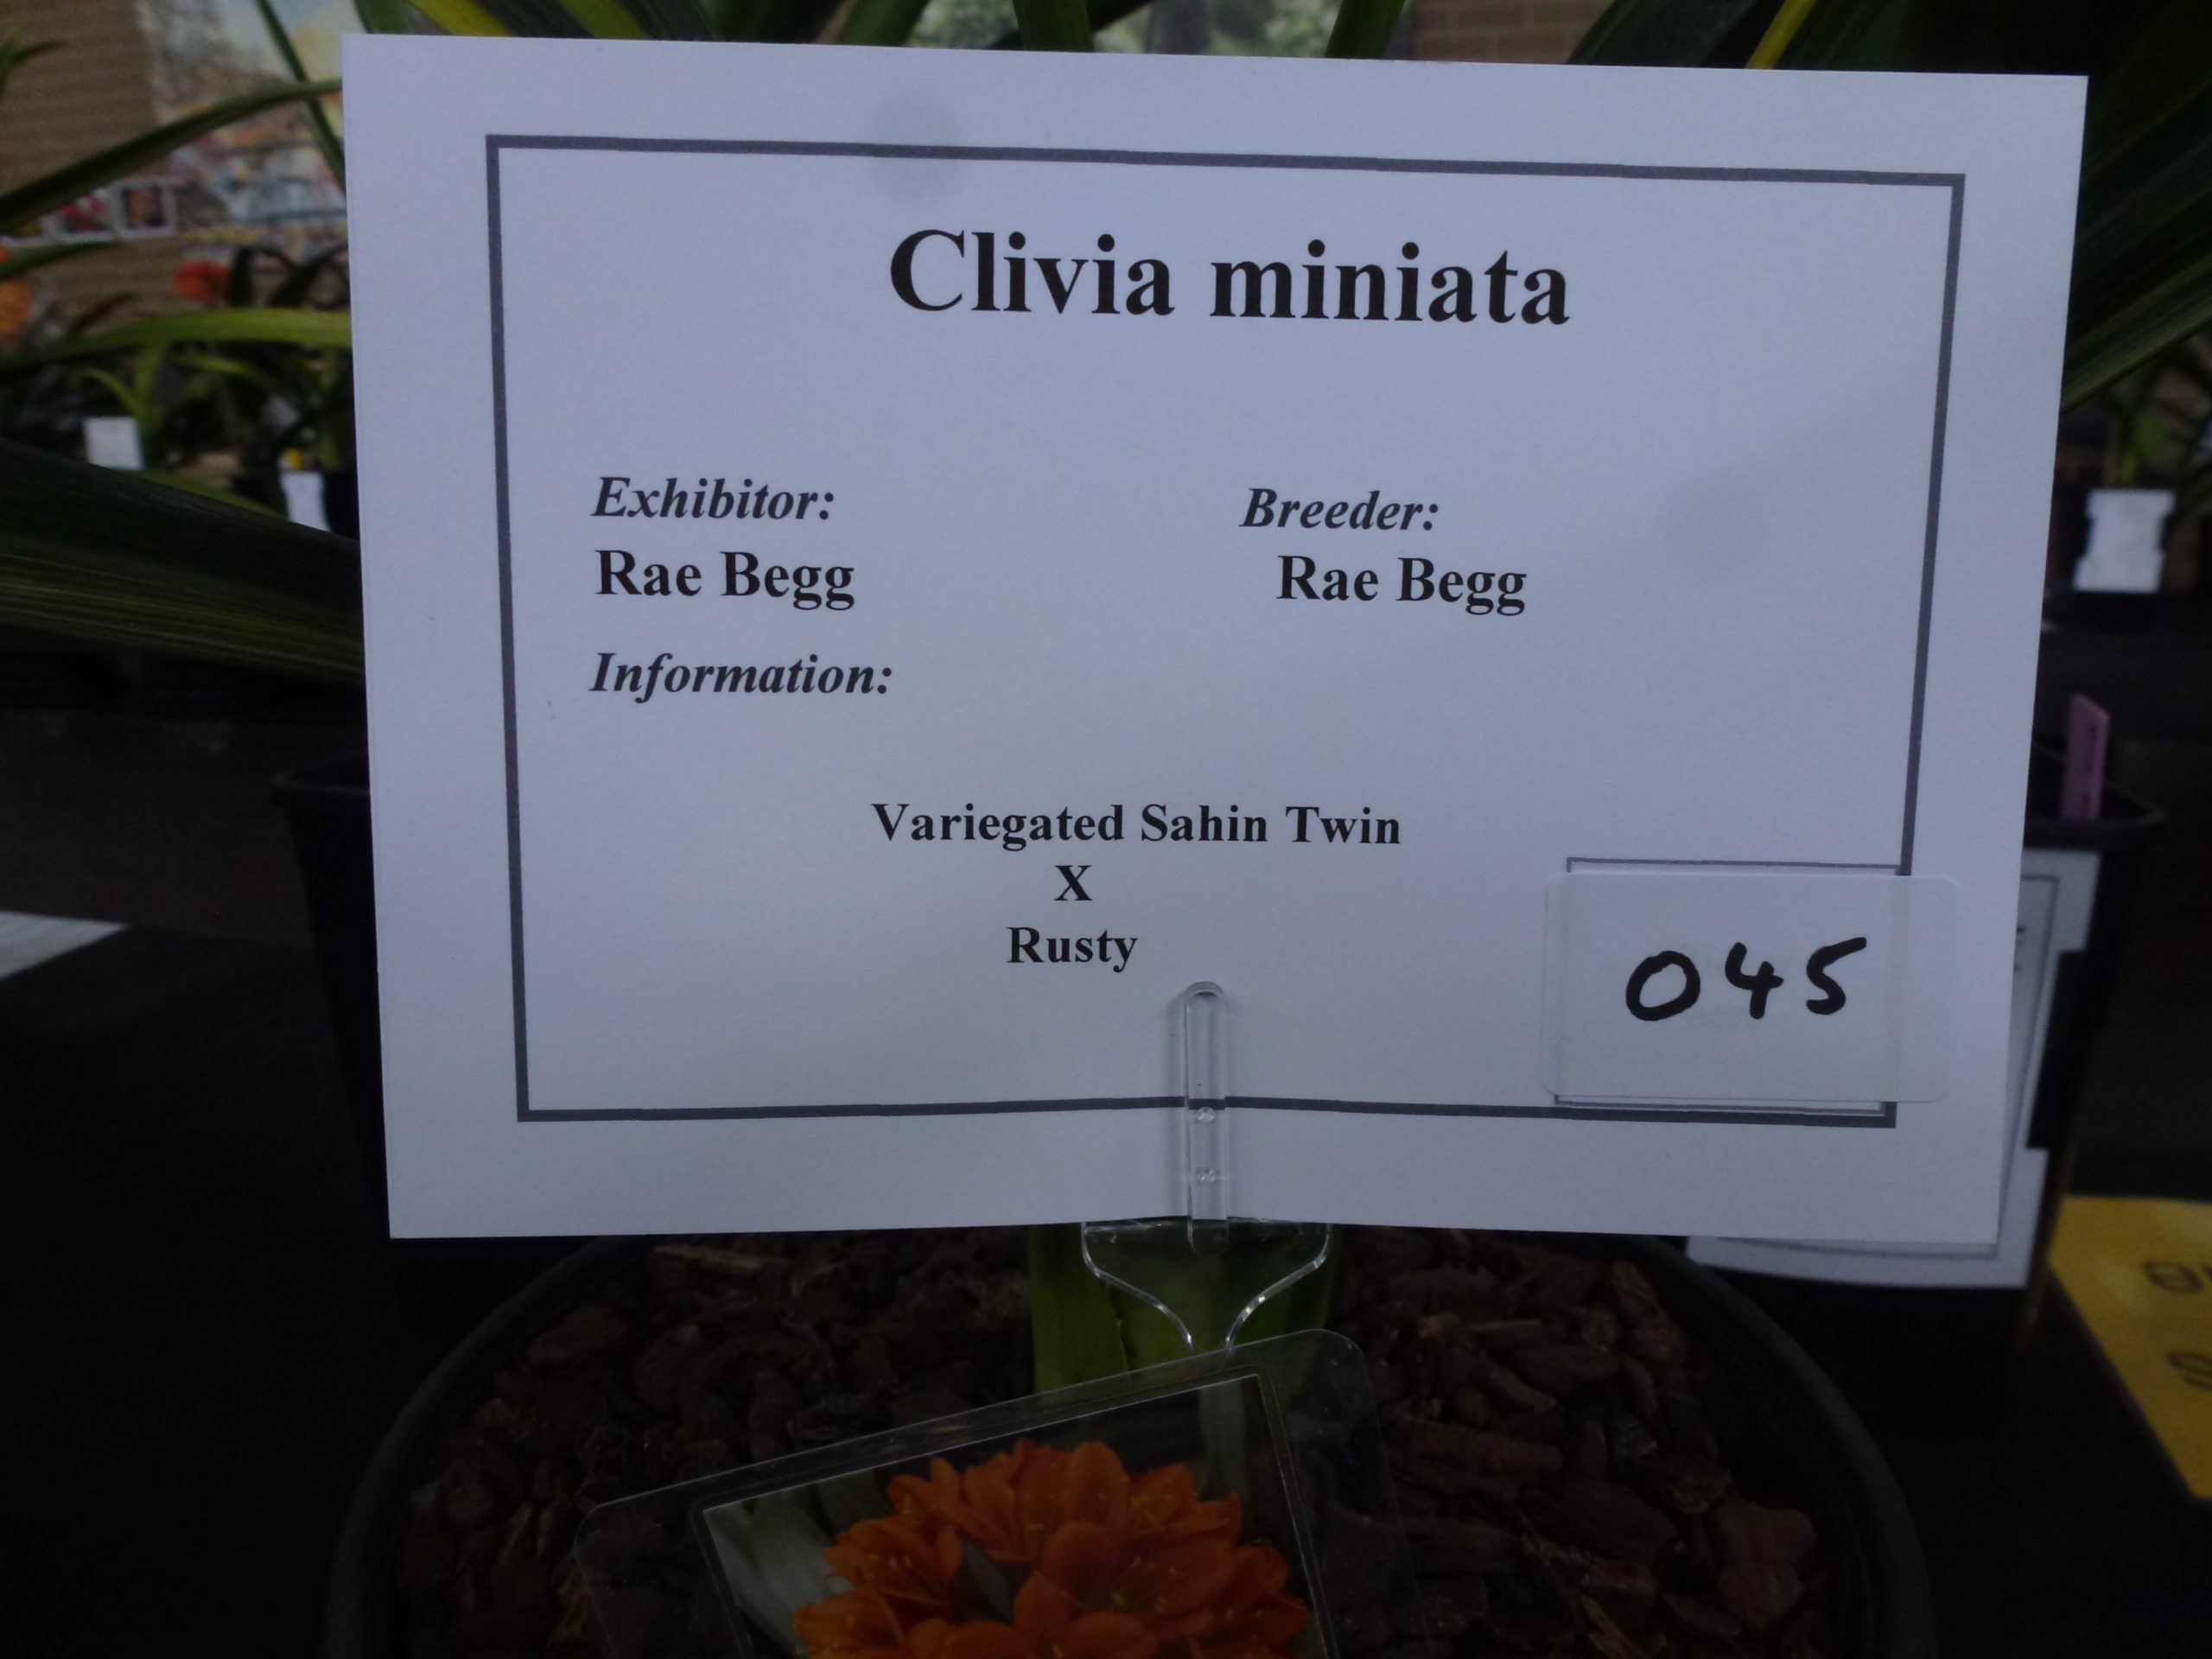 Clivia miniata
Exhibitor:
Breeder:
Rae Begg
Rae Begg
Information:
Variegated Sahin Twin
X
Rusty
045